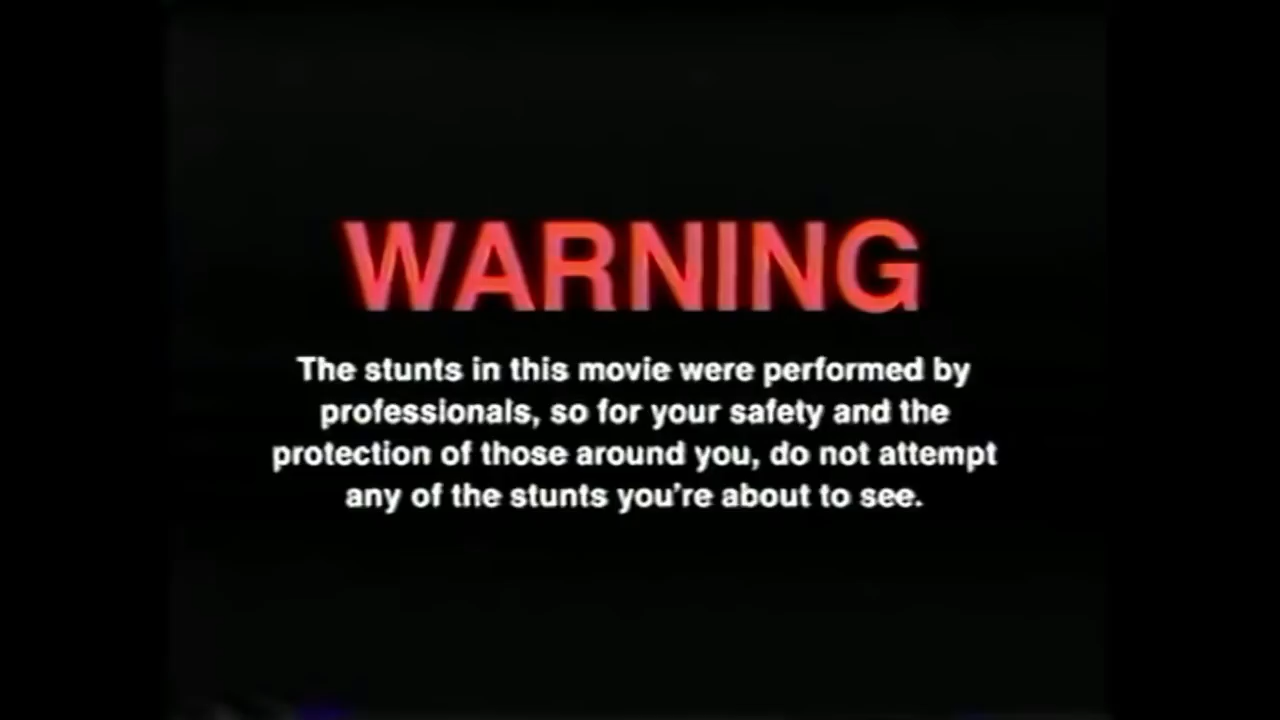 WARNING
The stunts in this movie were performed by
professionals, so for your safety and the
protection of those around you, do not attempt
any of the stunts you're about to see.